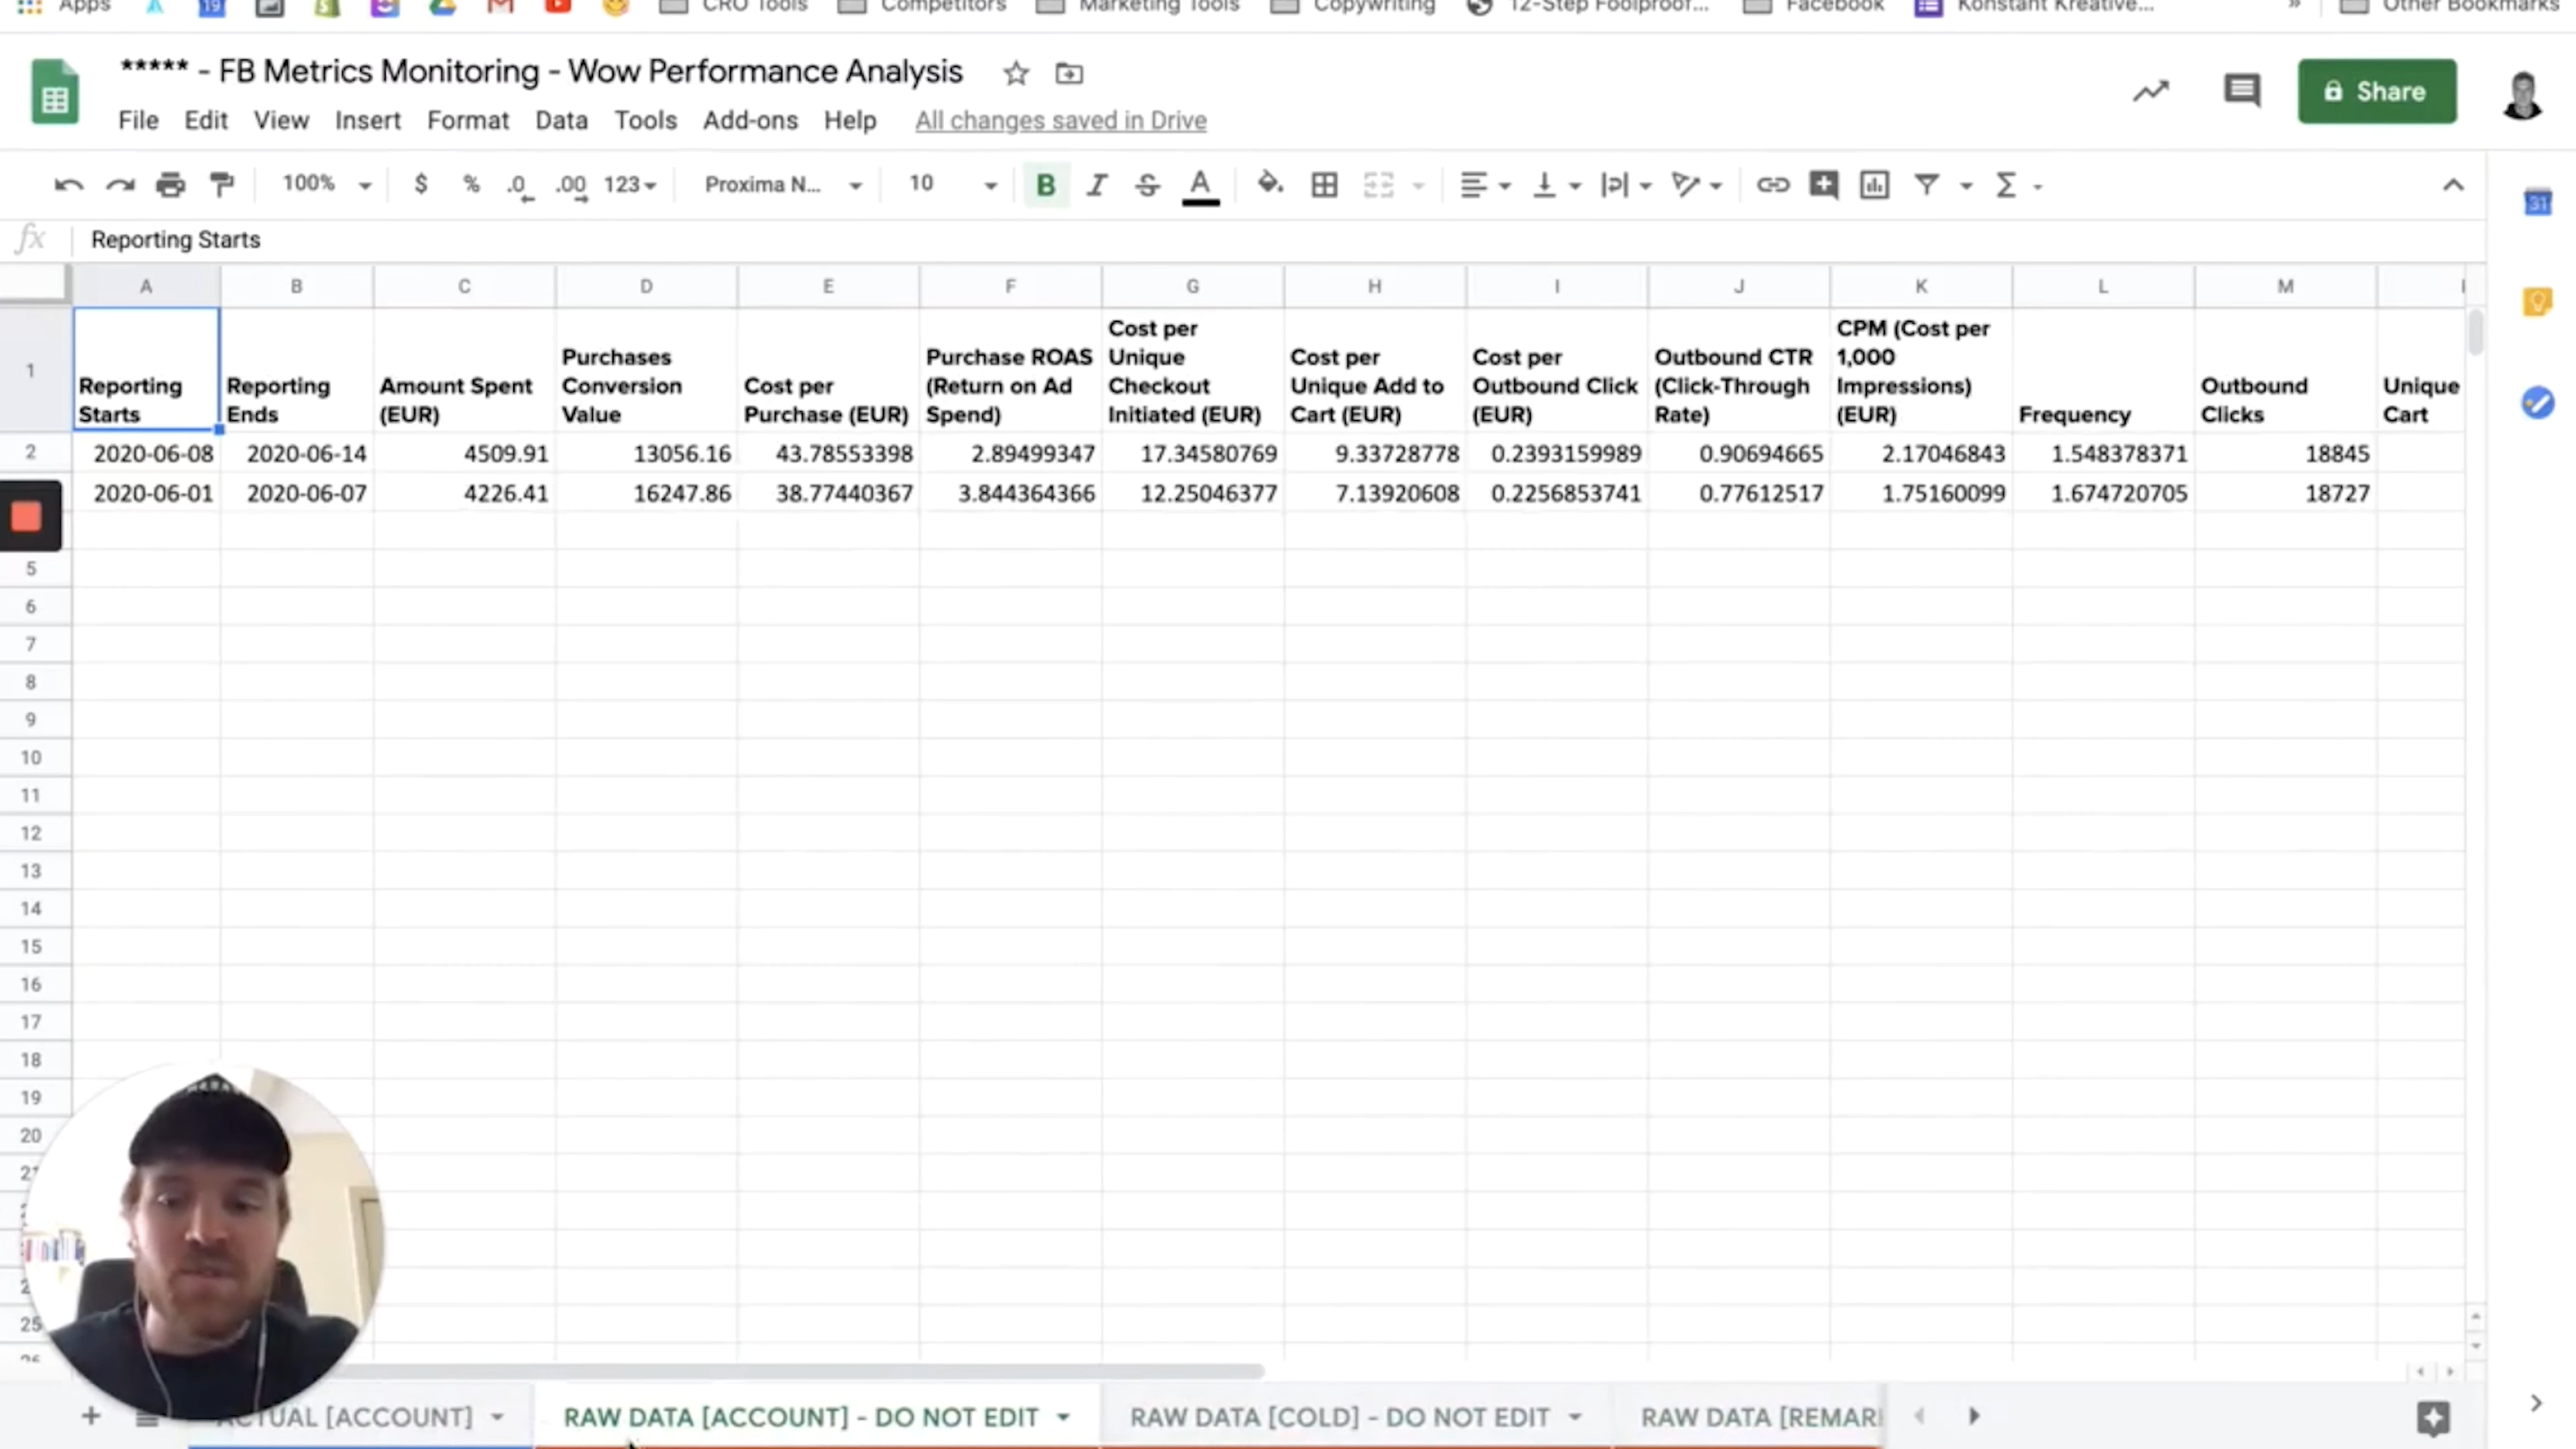 Apps CRO Tools Competitors Marketing Tools Copywriting 12-Step Foolproof... Facebook Konstant Kreative... » Other Bookmarks
***** - FB Metrics Monitoring - Wow Performance Analysis
Share
File Edit View Insert Format Data Tools Add-ons Help All changes saved in Drive
100% $ % .0 .00 123 Proxima N... 10 B I S A
31
fx Reporting Starts
A B C D E F G H I J K L M
1
Reporting Starts
Reporting Ends
Amount Spent (EUR)
Purchases Conversion Value
Cost per Purchase (EUR)
Purchase ROAS (Return on Ad Spend)
Cost per Unique Checkout Initiated (EUR)
Cost per Unique Add to Cart (EUR)
Cost per Outbound Click (EUR)
Outbound CTR (Click-Through Rate)
CPM (Cost per 1,000 Impressions) (EUR)
Frequency
Outbound Clicks
Unique Cart
2 2020-06-08 2020-06-14 4509.91 13056.16 43.78553398 2.89499347 17.34580769 9.33728778 0.2393159989 0.90694665 2.17046843 1.548378371 18845
2020-06-01 2020-06-07 4226.41 16247.86 38.77440367 3.844364366 12.25046377 7.13920608 0.2256853741 0.77612517 1.75160099 1.674720705 18727
5
6
7
8
9
10
11
12
13
14
15
16
17
18
19
20
21
25
26
ACTUAL [ACCOUNT] RAW DATA [ACCOUNT] - DO NOT EDIT RAW DATA [COLD] - DO NOT EDIT RAW DATA [REMAR